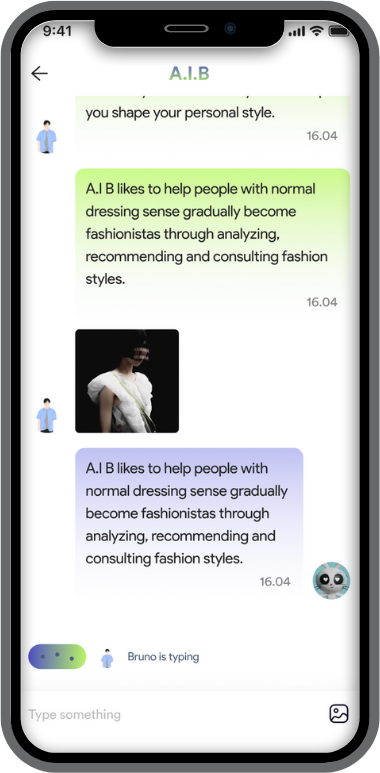 9:41
A.I.B
you shape your personal style.
16.04
A.I B likes to help people with normal
dressing sense gradually become
fashionistas through analyzing,
recommending and consulting fashion
styles.
16.04
A.I B likes to help people with
normal dressing sense gradually
become fashionistas through
analyzing, recommending and
consulting fashion styles.
16.04
Bruno is typing
Type something